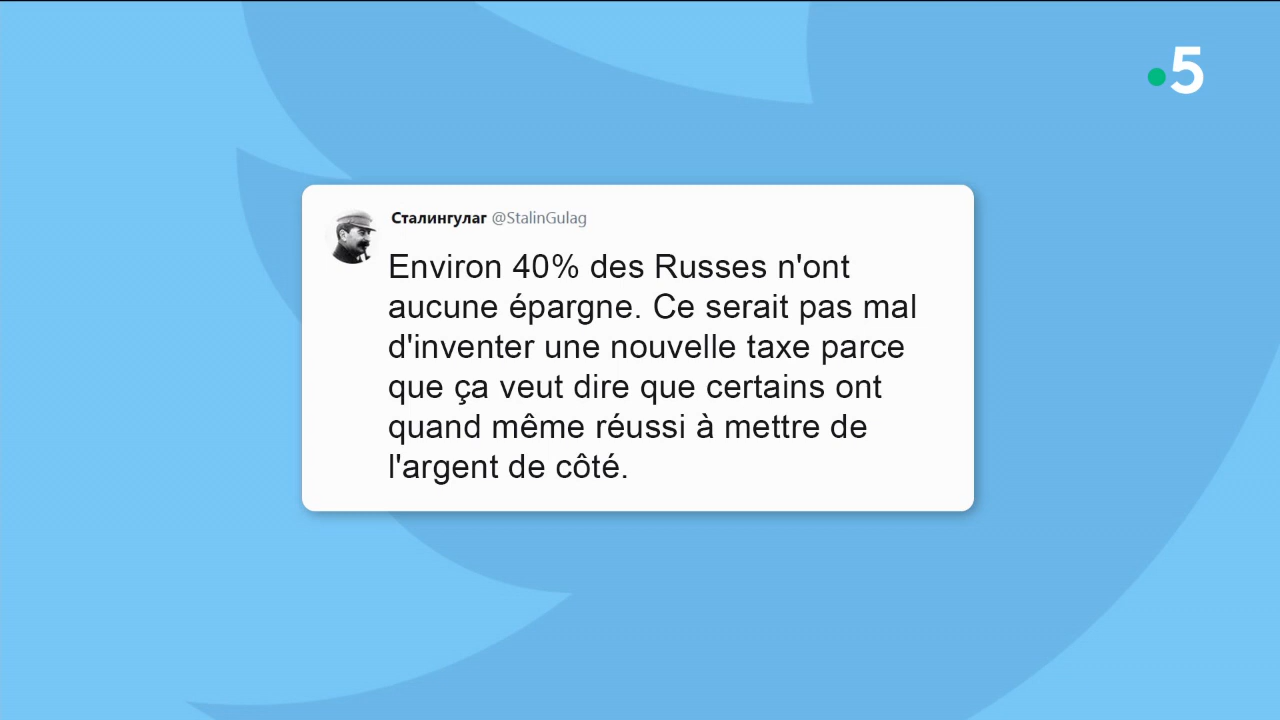 5
Сталингулаг @StalinGulag
Environ 40% des Russes n'ont
aucune épargne. Ce serait pas mal
d'inventer une nouvelle taxe parce
que ça veut dire que certains ont
quand même réussi à mettre de
l'argent de côté.